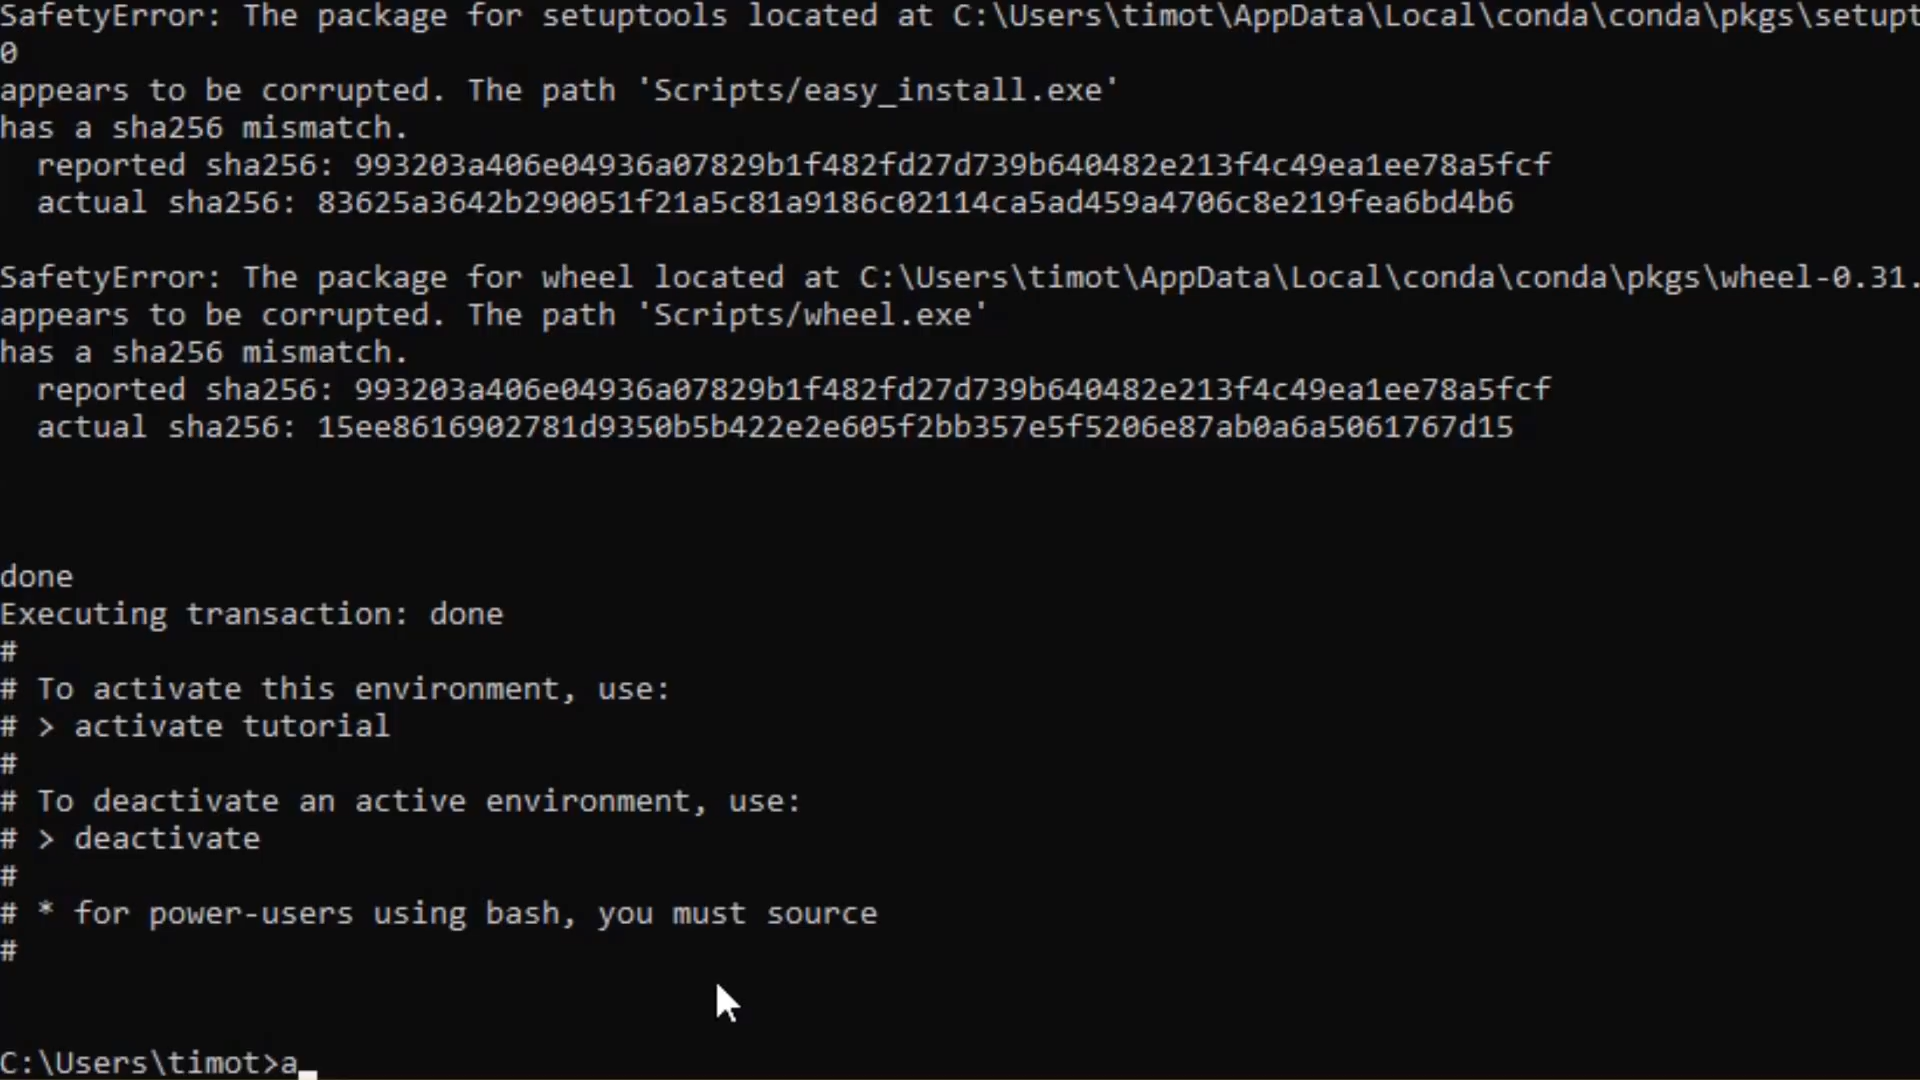 SafetyError: The package for setuptools located at C:\Users\timot\AppData\Local\conda\conda\pkgs\setupt
0
appears to be corrupted. The path 'Scripts/easy_install.exe'
has a sha256 mismatch.
  reported sha256: 993203a406e04936a07829b1f482fd27d739b640482e213f4c49ea1ee78a5fcf
  actual sha256: 83625a3642b290051f21a5c81a9186c02114ca5ad459a4706c8e219fea6bd4b6

SafetyError: The package for wheel located at C:\Users\timot\AppData\Local\conda\conda\pkgs\wheel-0.31.
appears to be corrupted. The path 'Scripts/wheel.exe'
has a sha256 mismatch.
  reported sha256: 993203a406e04936a07829b1f482fd27d739b640482e213f4c49ea1ee78a5fcf
  actual sha256: 15ee8616902781d9350b5b422e2e605f2bb357e5f5206e87ab0a6a5061767d15

done
Executing transaction: done
#
# To activate this environment, use:
# > activate tutorial
#
# To deactivate an active environment, use:
# > deactivate
#
# * for power-users using bash, you must source
#

C:\Users\timot>a_